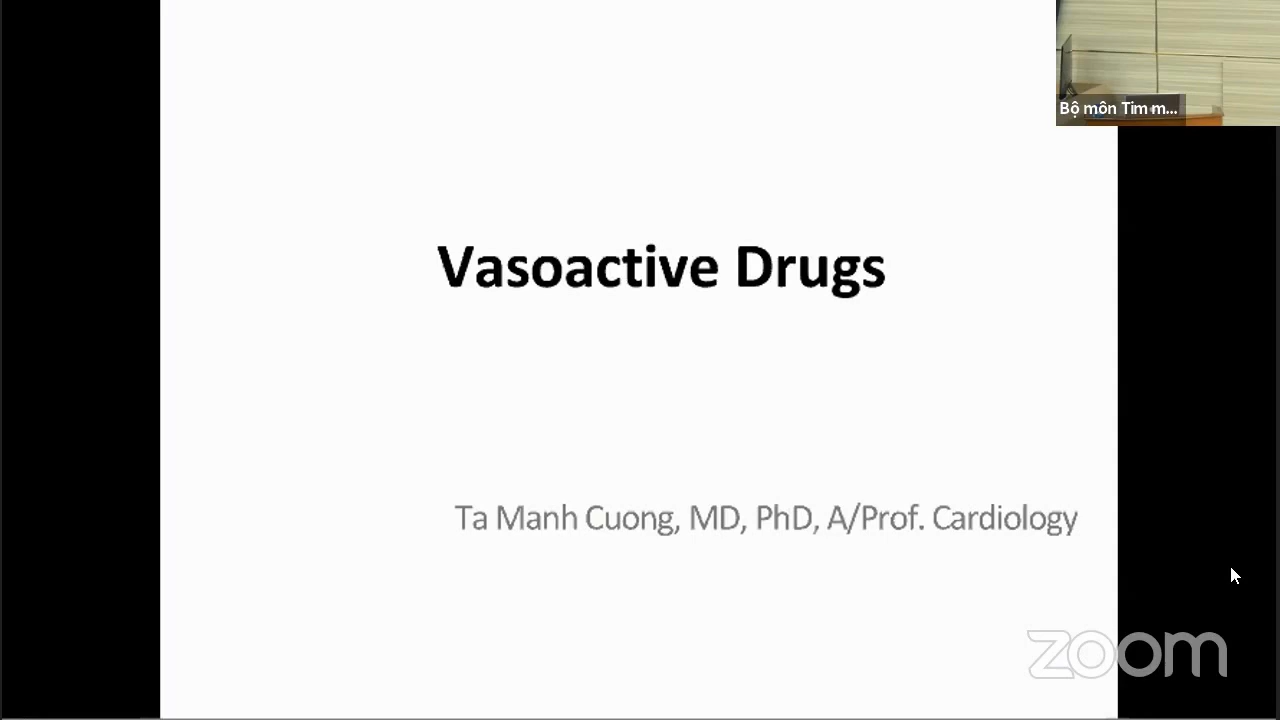 Bộ môn Tim m...
Vasoactive Drugs
Ta Manh Cuong, MD, PhD, A/Prof. Cardiology
zoom